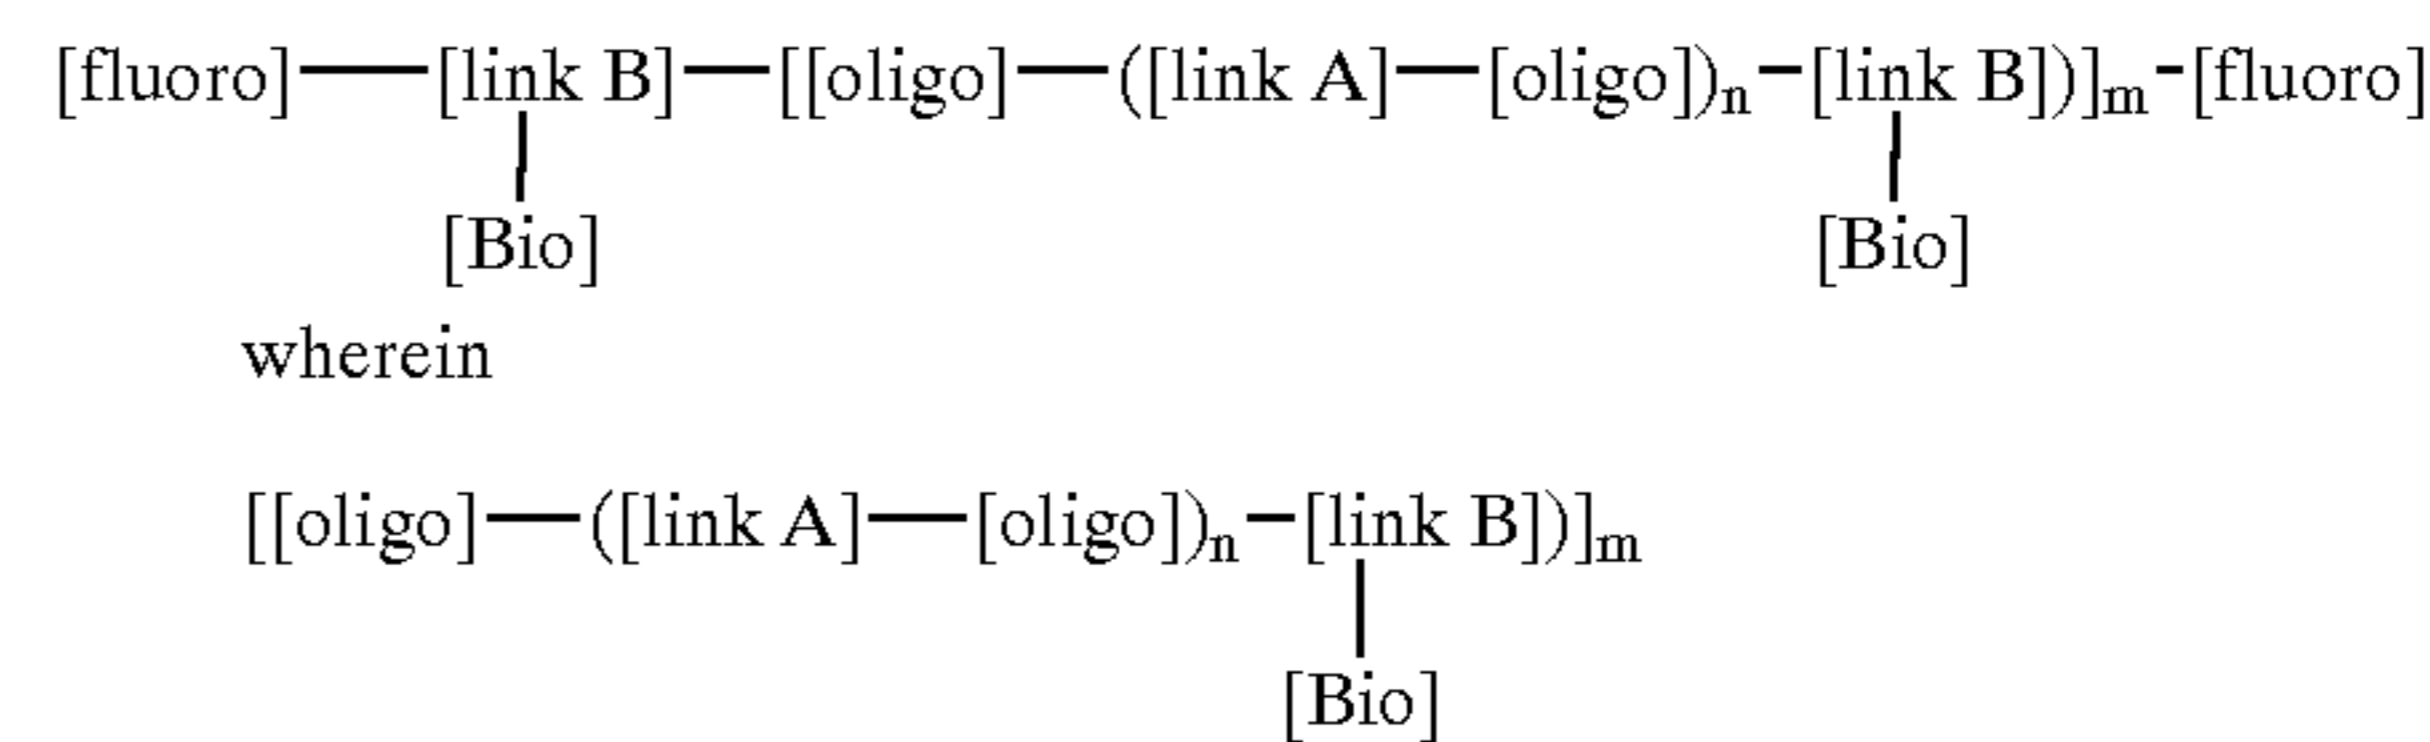 [fluoro]—[link B]—[[oligo]—([link A]—[oligo])n–[link B])]m-[fluoro]
[Bio] [Bio]
wherein
[[oligo]—([link A]—[oligo])n–[link B])]m
[Bio]